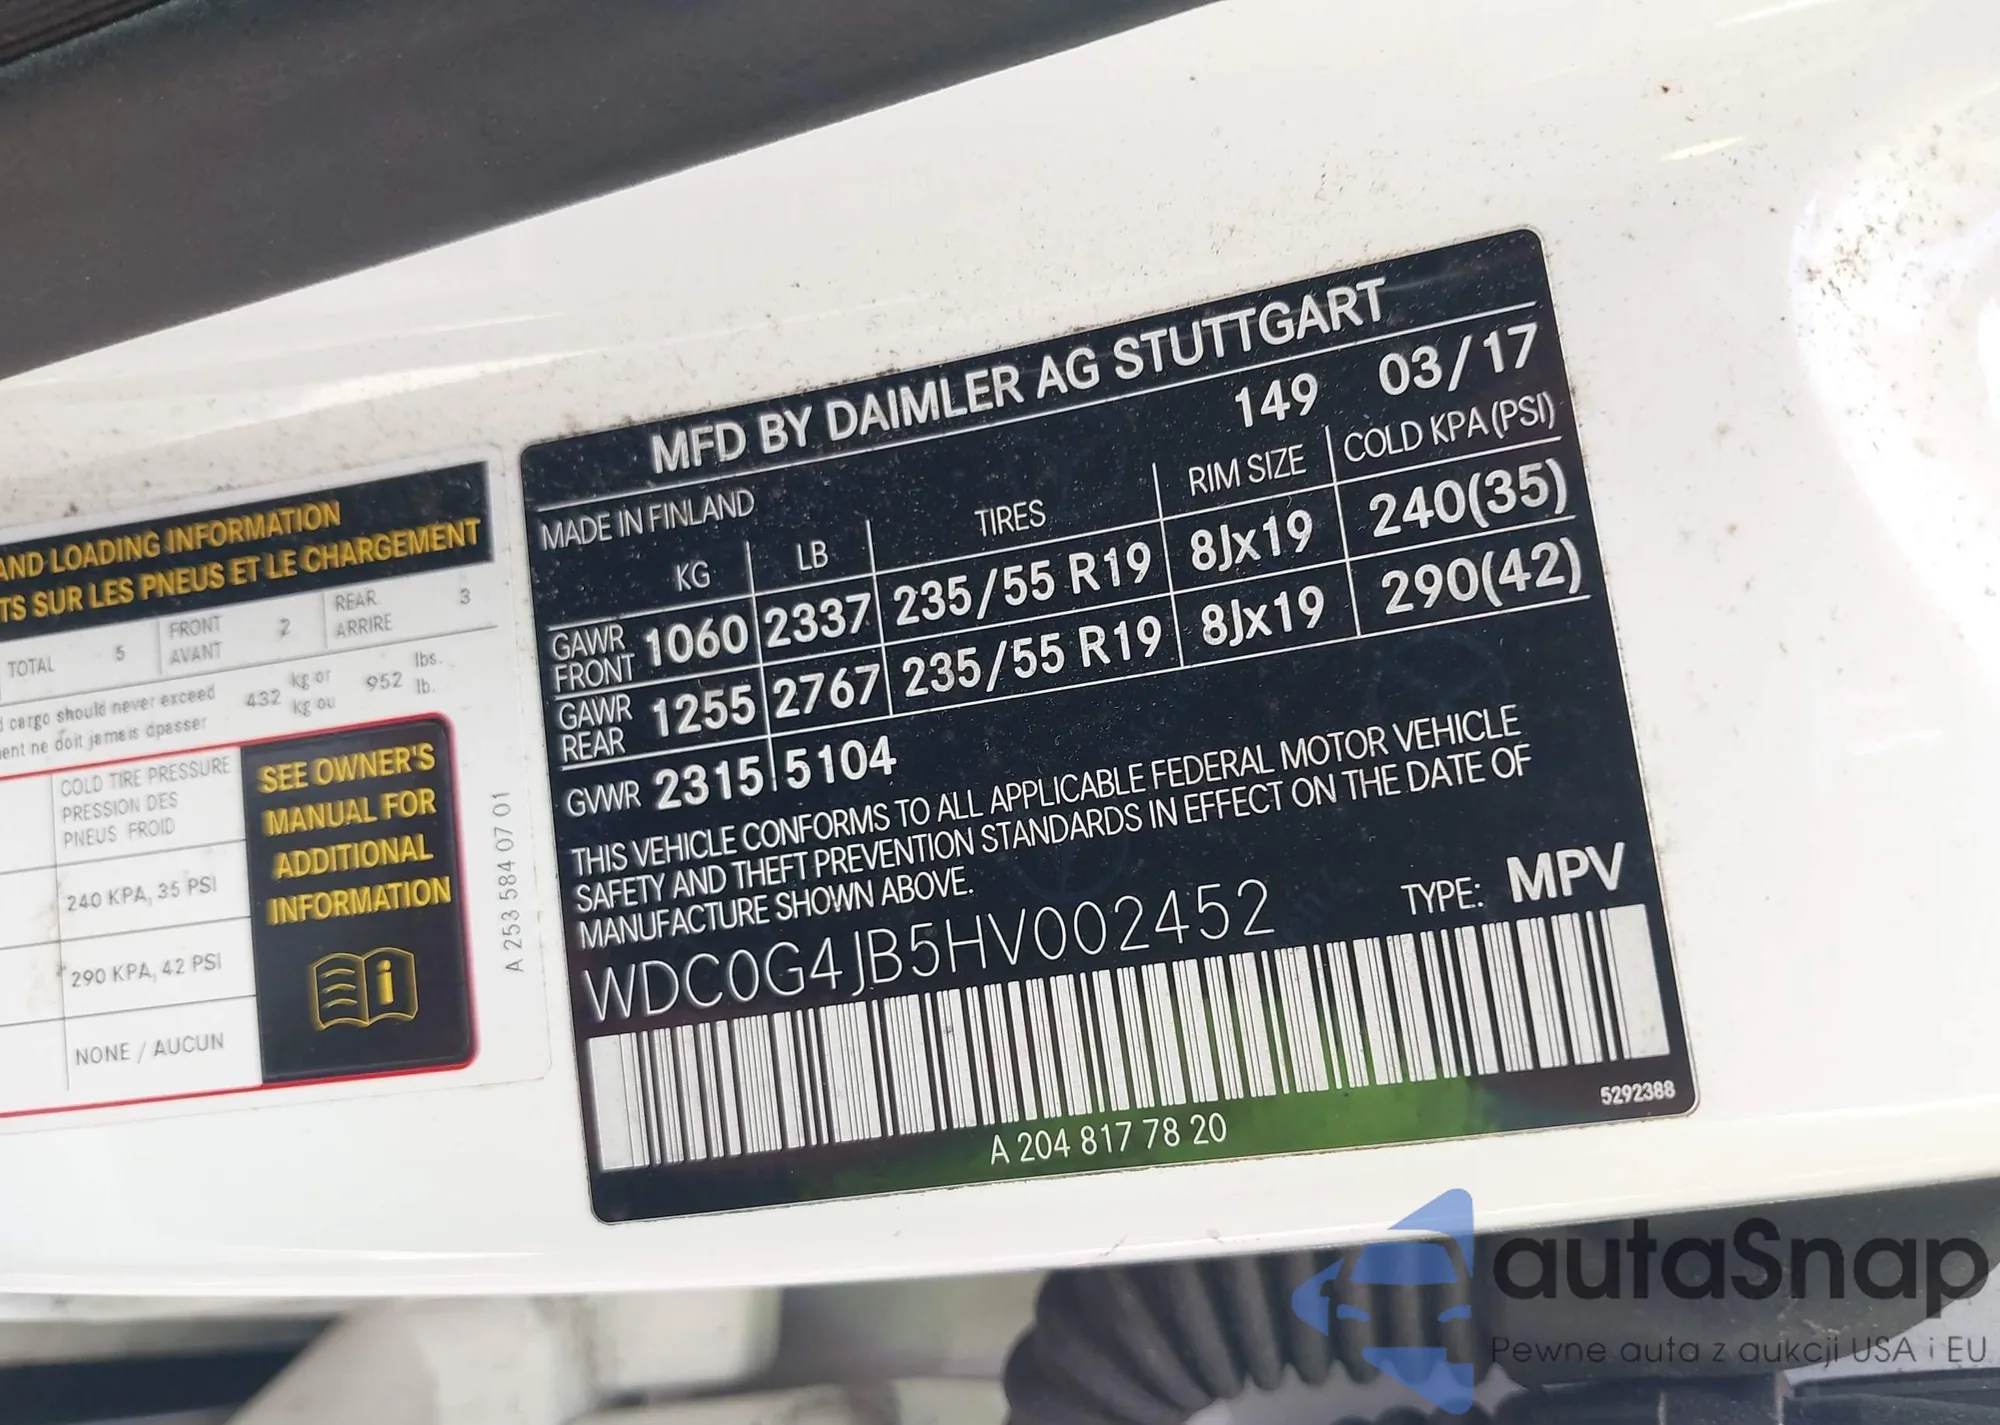 AND LOADING INFORMATION
TS SUR LES PNEUS ET LE CHARGEMENT
TOTAL 5 FRONT AVANT 2 REAR ARRIERE 3
cargo should never exceed 432 kg or 952 lbs.
ent ne doit jamais dpasser kg ou lb.
COLD TIRE PRESSURE
PRESSION DES
PNEUS FROID
240 KPA, 35 PSI
290 KPA, 42 PSI
NONE / AUCUN
SEE OWNER'S
MANUAL FOR
ADDITIONAL
INFORMATION
i
A 253 584 07 01
MFD BY DAIMLER AG STUTTGART
149 03/17
MADE IN FINLAND
KG LB TIRES RIM SIZE COLD KPA(PSI)
GAWR FRONT 1060 2337 235/55 R19 8Jx19 240(35)
GAWR REAR 1255 2767 235/55 R19 8Jx19 290(42)
GVWR 2315 5104
THIS VEHICLE CONFORMS TO ALL APPLICABLE FEDERAL MOTOR VEHICLE
SAFETY AND THEFT PREVENTION STANDARDS IN EFFECT ON THE DATE OF
MANUFACTURE SHOWN ABOVE.
WDC0G4JB5HV002452 TYPE: MPV
5292388
A 204 817 78 20
autaSnap
Pewne auta z aukcji USA i EU